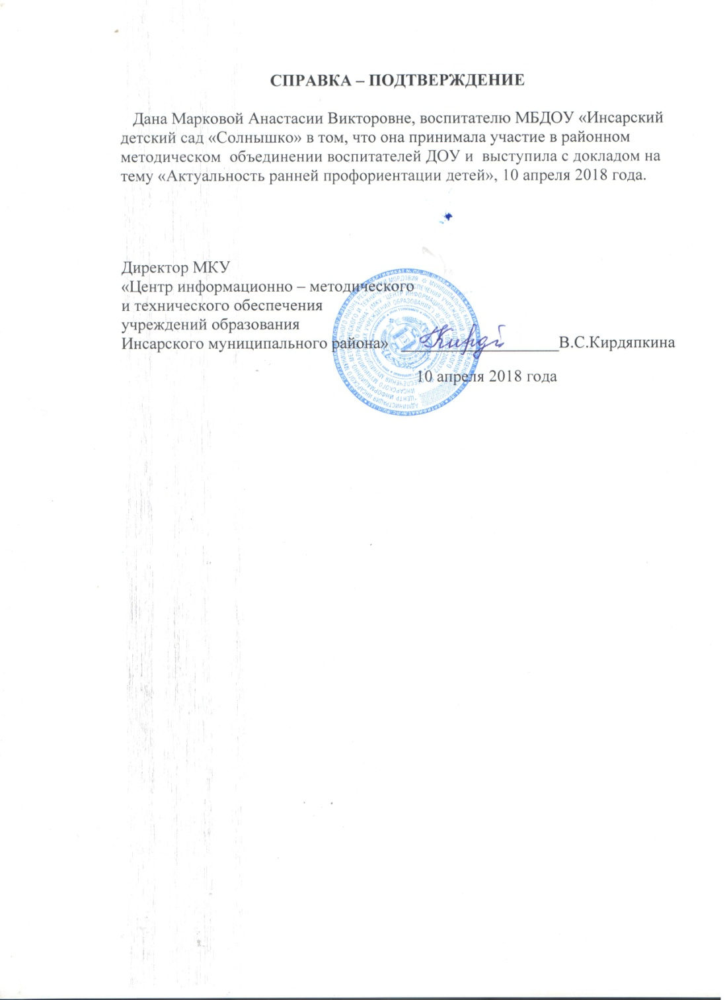 СПРАВКА – ПОДТВЕРЖДЕНИЕ
Дана Марковой Анастасии Викторовне, воспитателю МБДОУ «Инсарский
детский сад «Солнышко» в том, что она принимала участие в районном
методическом объединении воспитателей ДОУ и выступила с докладом на
тему «Актуальность ранней профориентации детей», 10 апреля 2018 года.
Директор МКУ
«Центр информационно – методического
и технического обеспечения
учреждений образования
Инсарского муниципального района» ____________________В.С.Кирдяпкина
10 апреля 2018 года